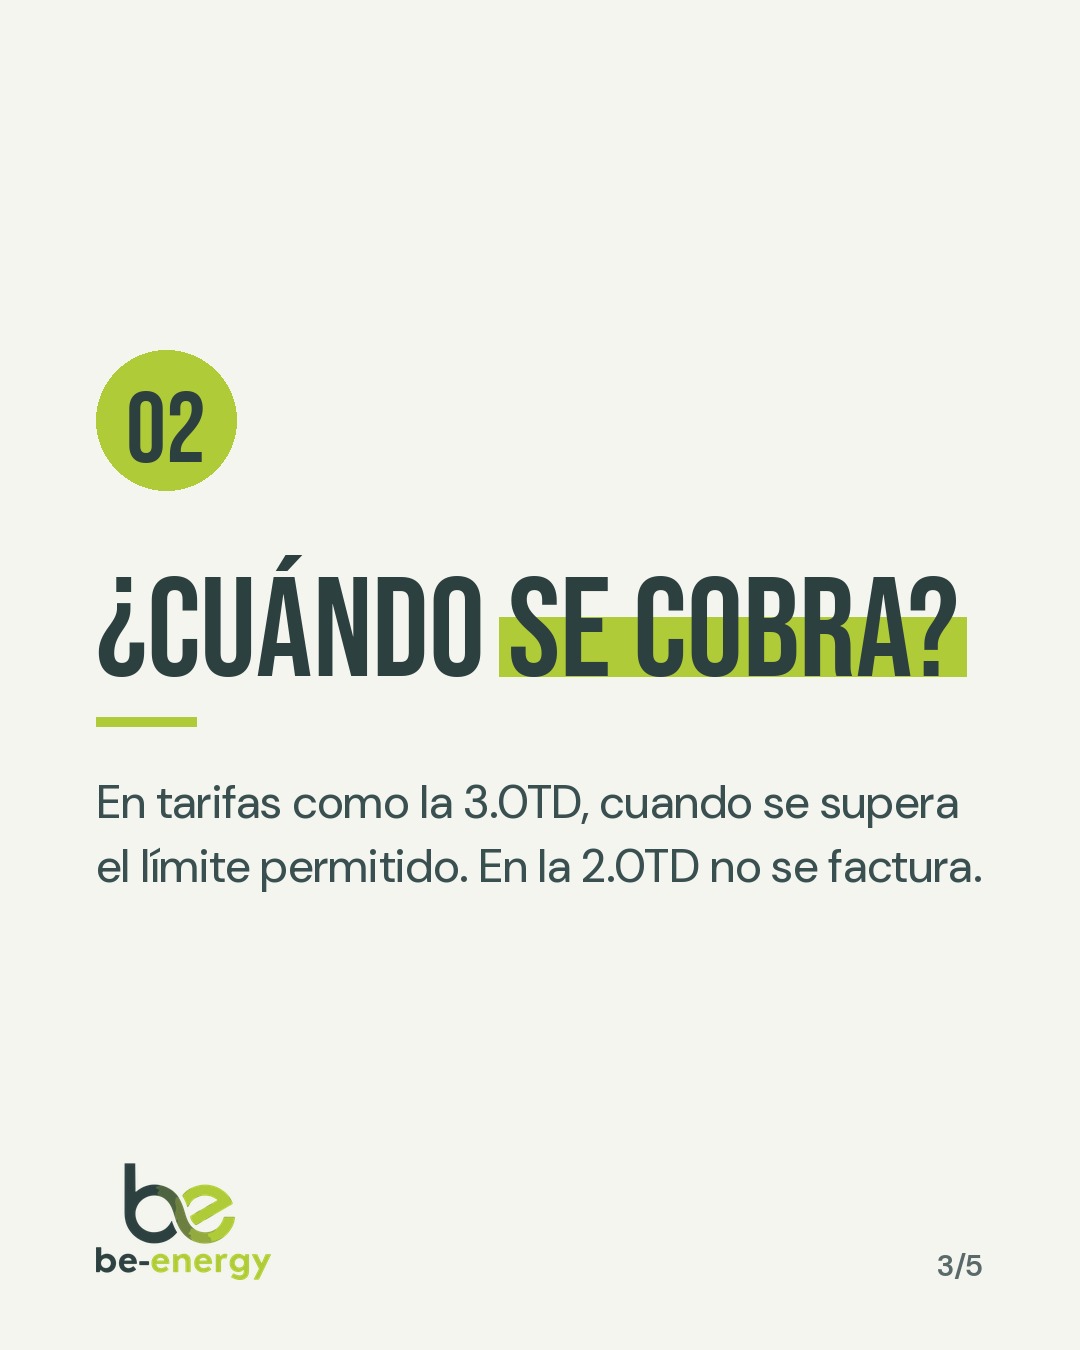 02
¿CUÁNDO SE COBRA?
En tarifas como la 3.0TD, cuando se supera
el límite permitido. En la 2.0TD no se factura.
be
be-energy
3/5